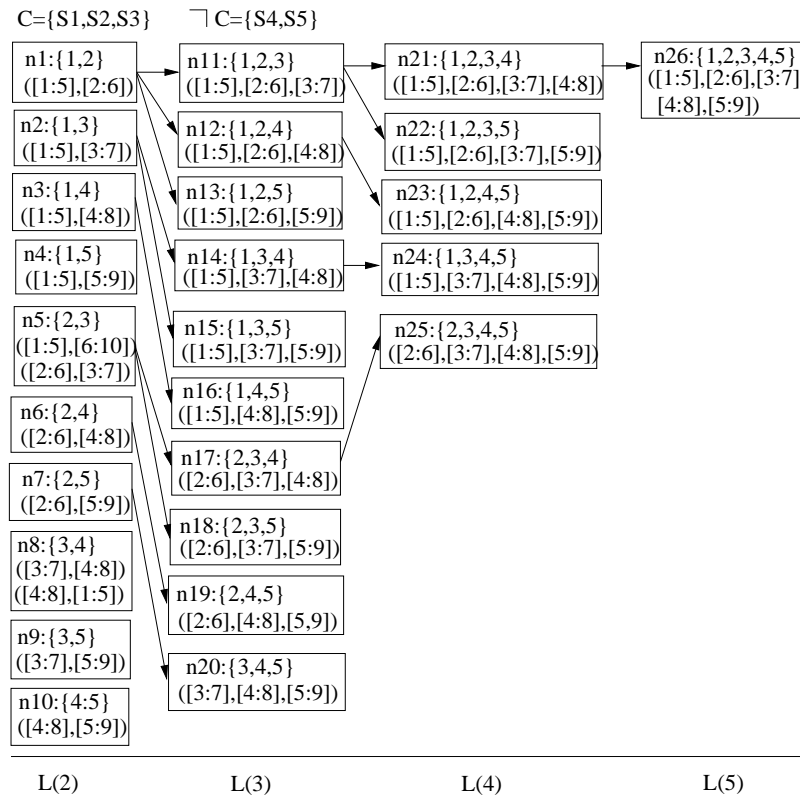 C={S1,S2,S3} ¬ C={S4,S5}
n1:{1,2}
([1:5],[2:6])
n2:{1,3}
([1:5],[3:7])
n3:{1,4}
([1:5],[4:8])
n4:{1,5}
([1:5],[5:9])
n5:{2,3}
([1:5],[6:10])
([2:6],[3:7])
n6:{2,4}
([2:6],[4:8])
n7:{2,5}
([2:6],[5:9])
n8:{3,4}
([3:7],[4:8])
([4:8],[1:5])
n9:{3,5}
([3:7],[5:9])
n10:{4:5}
([4:8],[5:9])
n11:{1,2,3}
([1:5],[2:6],[3:7])
n12:{1,2,4}
([1:5],[2:6],[4:8])
n13:{1,2,5}
([1:5],[2:6],[5:9])
n14:{1,3,4}
([1:5],[3:7],[4:8])
n15:{1,3,5}
([1:5],[3:7],[5:9])
n16:{1,4,5}
([1:5],[4:8],[5:9])
n17:{2,3,4}
([2:6],[3:7],[4:8])
n18:{2,3,5}
([2:6],[3:7],[5:9])
n19:{2,4,5}
([2:6],[4:8],[5,9])
n20:{3,4,5}
([3:7],[4:8],[5:9])
n21:{1,2,3,4}
([1:5],[2:6],[3:7],[4:8])
n22:{1,2,3,5}
([1:5],[2:6],[3:7],[5:9])
n23:{1,2,4,5}
([1:5],[2:6],[4:8],[5:9])
n24:{1,3,4,5}
([1:5],[3:7],[4:8],[5:9])
n25:{2,3,4,5}
([2:6],[3:7],[4:8],[5:9])
n26:{1,2,3,4,5}
([1:5],[2:6],[3:7]
[4:8],[5:9])
L(2) L(3) L(4) L(5)